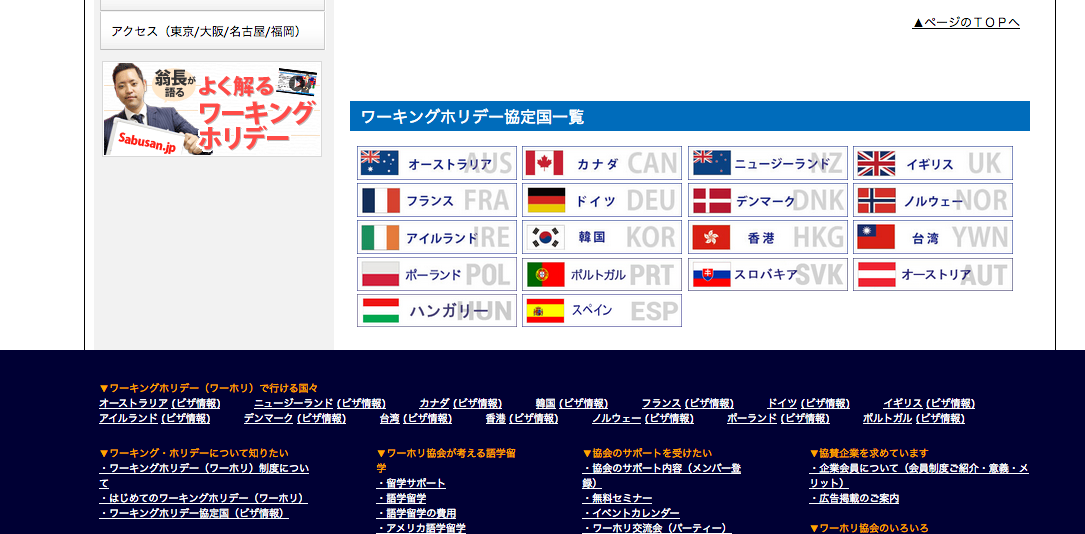 アクセス（東京/大阪/名古屋/福岡）
▲ページのＴＯＰへ
翁長が語る
よく解る
ワーキング
ホリデー
Sabusan.jp
ワーキングホリデー協定国一覧
オーストラリア AUS カナダ CAN ニュージーランド NZ イギリス UK
フランス FRA ドイツ DEU デンマーク DNK ノルウェー NOR
アイルランド IRE 韓国 KOR 香港 HKG 台湾 YWN
ポーランド POL ポルトガル PRT スロバキア SVK オーストリア AUT
ハンガリー HUN スペイン ESP
▼ワーキングホリデー（ワーホリ）で行ける国々
オーストラリア (ビザ情報) ニュージーランド (ビザ情報) カナダ (ビザ情報) 韓国 (ビザ情報) フランス (ビザ情報) ドイツ (ビザ情報) イギリス (ビザ情報)
アイルランド (ビザ情報) デンマーク (ビザ情報) 台湾 (ビザ情報) 香港 (ビザ情報) ノルウェー (ビザ情報) ポーランド (ビザ情報) ポルトガル (ビザ情報)
▼ワーキング・ホリデーについて知りたい
・ワーキングホリデー（ワーホリ）制度につい
て
・はじめてのワーキングホリデー（ワーホリ）
・ワーキングホリデー協定国（ビザ情報）
▼ワーホリ協会が考える語学留
学
・留学サポート
・語学留学
・語学留学の費用
・アメリカ語学留学
▼協会のサポートを受けたい
・協会のサポート内容（メンバー登
録）
・無料セミナー
・イベントカレンダー
・ワーホリ交流会（パーティー）
▼協賛企業を求めています
・企業会員について（会員制度ご紹介・意義・メ
リット）
・広告掲載のご案内
▼ワーホリ協会のいろいろ